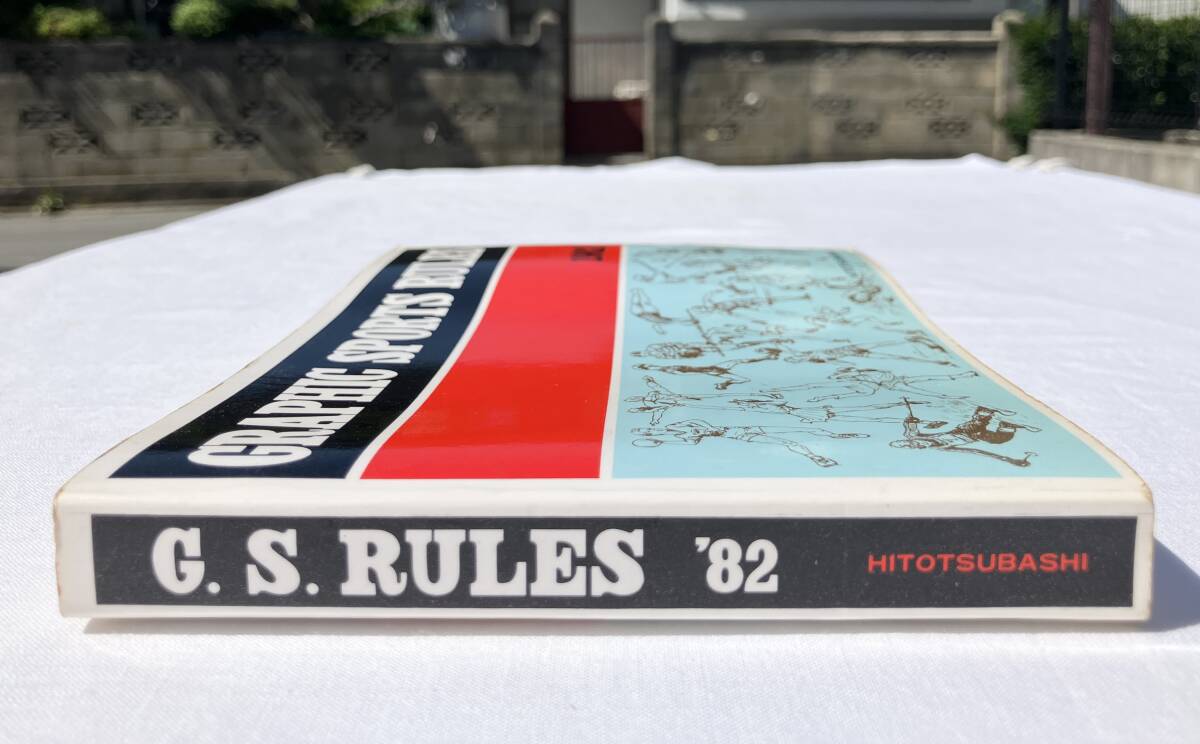 GRAPHIC SPORTS RULES
G. S. RULES '82 HITOTSUBASHI